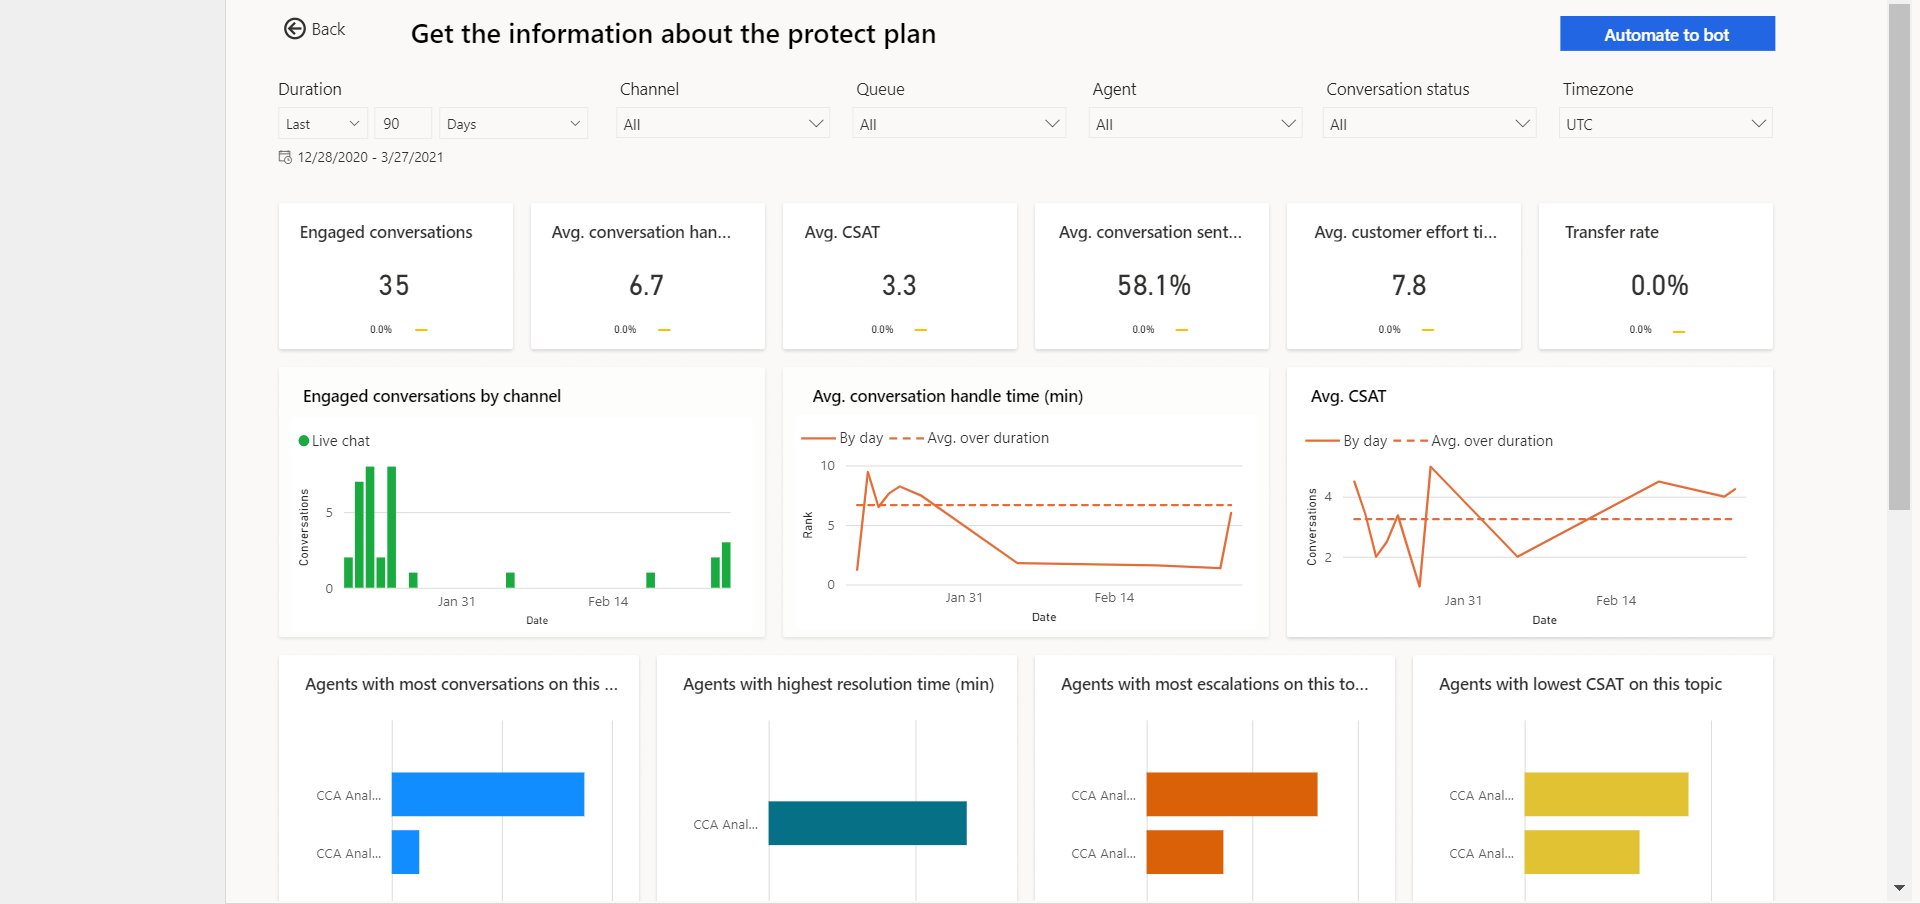 Back
Get the information about the protect plan
Automate to bot
Duration
Channel
Queue
Agent
Conversation status
Timezone
Last
90
Days
All
All
All
All
UTC
12/28/2020 - 3/27/2021
Engaged conversations
35
0.0%
Avg. conversation han...
6.7
0.0%
Avg. CSAT
3.3
0.0%
Avg. conversation sent...
58.1%
0.0%
Avg. customer effort ti...
7.8
0.0%
Transfer rate
0.0%
0.0%
Engaged conversations by channel
Live chat
Conversations
5
0
Jan 31
Feb 14
Date
Avg. conversation handle time (min)
By day
Avg. over duration
Rank
10
5
0
Jan 31
Feb 14
Date
Avg. CSAT
By day
Avg. over duration
Conversations
4
2
Jan 31
Feb 14
Date
Agents with most conversations on this ...
CCA Anal...
CCA Anal...
Agents with highest resolution time (min)
CCA Anal...
Agents with most escalations on this to...
CCA Anal...
CCA Anal...
Agents with lowest CSAT on this topic
CCA Anal...
CCA Anal...